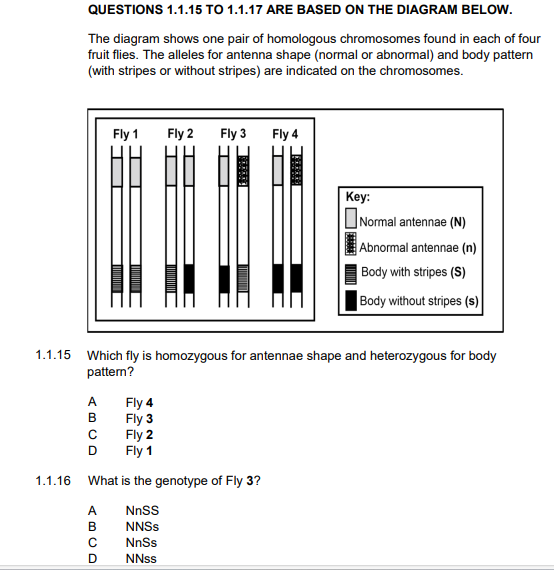 QUESTIONS 1.1.15 TO 1.1.17 ARE BASED ON THE DIAGRAM BELOW.
The diagram shows one pair of homologous chromosomes found in each of four
fruit flies. The alleles for antenna shape (normal or abnormal) and body pattern
(with stripes or without stripes) are indicated on the chromosomes.
Fly 1 Fly 2 Fly 3 Fly 4
Key:
Normal antennae (N)
Abnormal antennae (n)
Body with stripes (S)
Body without stripes (s)
1.1.15 Which fly is homozygous for antennae shape and heterozygous for body
pattern?
A Fly 4
B Fly 3
C Fly 2
D Fly 1
1.1.16 What is the genotype of Fly 3?
A NnSS
B NNSs
C NnSs
D NNss